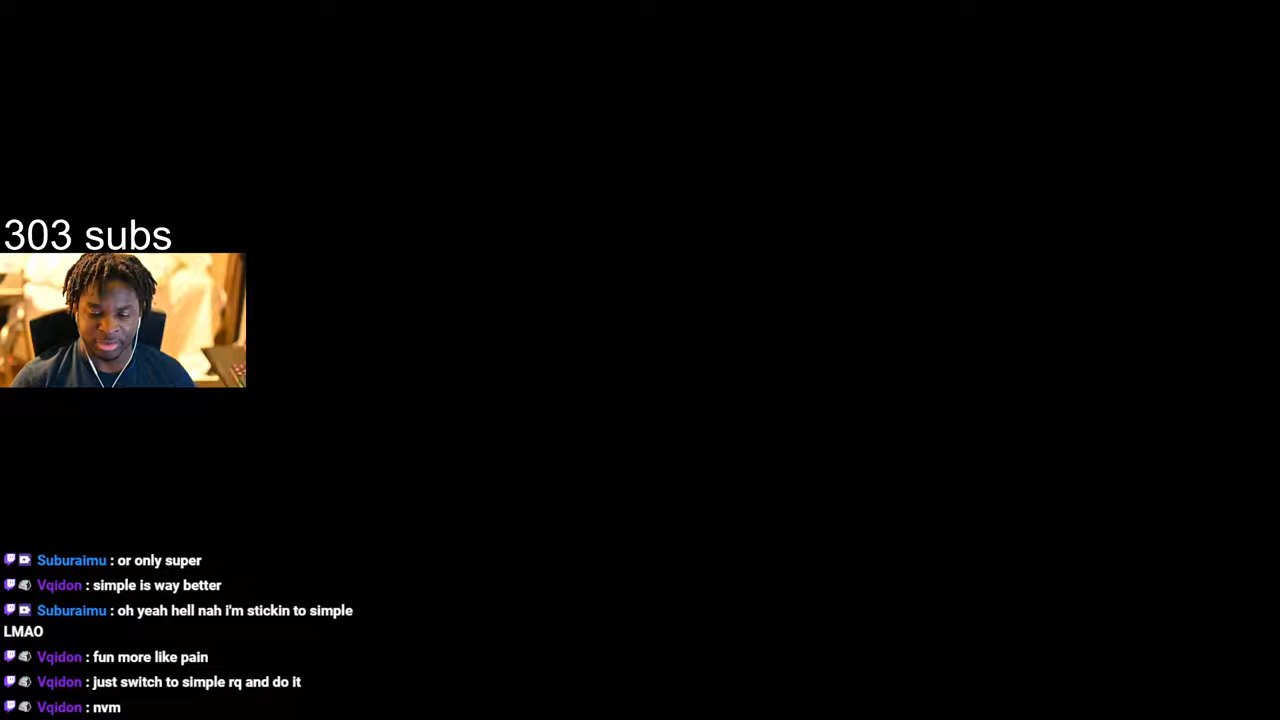 303 subs
Suburaimu : or only super
Vqidon : simple is way better
Suburaimu : oh yeah hell nah i'm stickin to simple
LMAO
Vqidon : fun more like pain
Vqidon : just switch to simple rq and do it
Vqidon : nvm